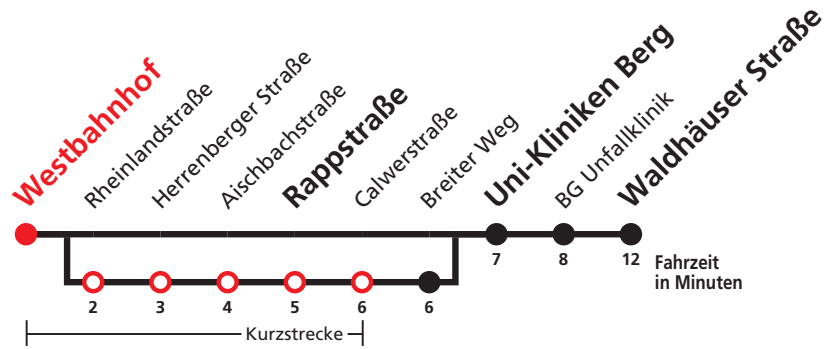 Westbahnhof
Rheinlandstraße
Herrenberger Straße
Aischbachstraße
Rappstraße
Calwerstraße
Breiter Weg
Uni-Kliniken Berg
BG Unfallklinik
Waldhäuser Straße
7 8 12 Fahrzeit
in Minuten
2 3 4 5 6 6
Kurzstrecke